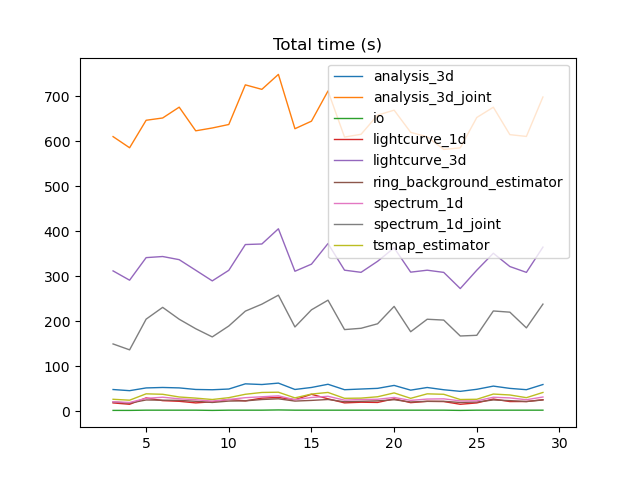 Total time (s)
700
600
500
400
300
200
100
0
5
10
15
20
25
30
analysis_3d
analysis_3d_joint
io
lightcurve_1d
lightcurve_3d
ring_background_estimator
spectrum_1d
spectrum_1d_joint
tsmap_estimator